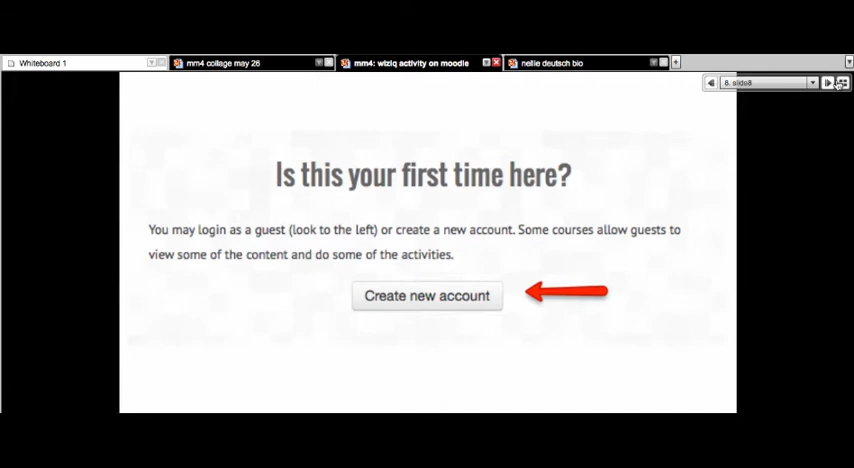 Whiteboard 1
mm4 collage may 26
mm4: wiziq activity on moodle
nellie deutsch bio
8. slide8
Is this your first time here?
You may login as a guest (look to the left) or create a new account. Some courses allow guests to
view some of the content and do some of the activities.
Create new account